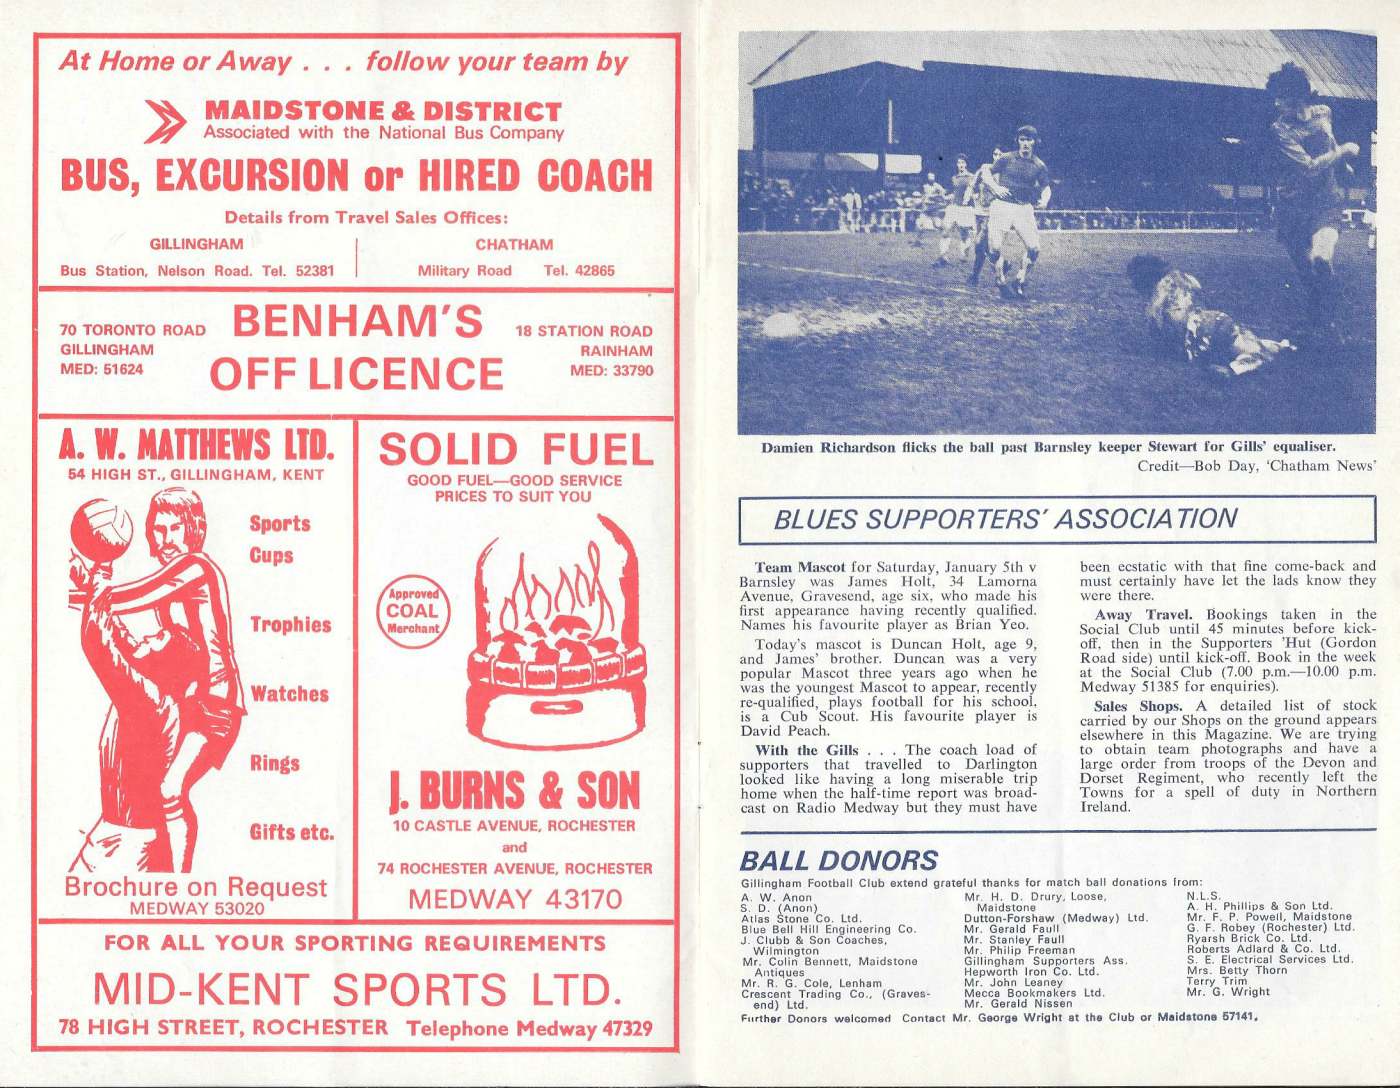 At Home or Away . . . follow your team by
MAIDSTONE & DISTRICT
Associated with the National Bus Company
BUS, EXCURSION or HIRED COACH
Details from Travel Sales Offices:
GILLINGHAM
Bus Station, Nelson Road. Tel. 52381
CHATHAM
Military Road Tel. 42865
70 TORONTO ROAD
GILLINGHAM
MED: 51624
BENHAM'S
OFF LICENCE
18 STATION ROAD
RAINHAM
MED: 33790
A. W. MATTHEWS LTD.
54 HIGH ST., GILLINGHAM, KENT
Sports
Cups
Trophies
Watches
Rings
Gifts etc.
Brochure on Request
MEDWAY 53020
SOLID FUEL
GOOD FUEL—GOOD SERVICE
PRICES TO SUIT YOU
Approved
COAL
Merchant
J. BURNS & SON
10 CASTLE AVENUE, ROCHESTER
and
74 ROCHESTER AVENUE, ROCHESTER
MEDWAY 43170
FOR ALL YOUR SPORTING REQUIREMENTS
MID-KENT SPORTS LTD.
78 HIGH STREET, ROCHESTER Telephone Medway 47329
Damien Richardson flicks the ball past Barnsley keeper Stewart for Gills' equaliser.
Credit—Bob Day, 'Chatham News'
BLUES SUPPORTERS' ASSOCIATION
Team Mascot for Saturday, January 5th v
Barnsley was James Holt, 34 Lamorna
Avenue, Gravesend, age six, who made his
first appearance having recently qualified.
Names his favourite player as Brian Yeo.
Today's mascot is Duncan Holt, age 9,
and James' brother. Duncan was a very
popular Mascot three years ago when he
was the youngest Mascot to appear, recently
re-qualified, plays football for his school,
is a Cub Scout. His favourite player is
David Peach.
With the Gills . . . The coach load of
supporters that travelled to Darlington
looked like having a long miserable trip
home when the half-time report was broad-
cast on Radio Medway but they must have
been ecstatic with that fine come-back and
must certainly have let the lads know they
were there.
Away Travel. Bookings taken in the
Social Club until 45 minutes before kick-
off, then in the Supporters 'Hut (Gordon
Road side) until kick-off. Book in the week
at the Social Club (7.00 p.m.—10.00 p.m.
Medway 51385 for enquiries).
Sales Shops. A detailed list of stock
carried by our Shops on the ground appears
elsewhere in this Magazine. We are trying
to obtain team photographs and have a
large order from troops of the Devon and
Dorset Regiment, who recently left the
Towns for a spell of duty in Northern
Ireland.
BALL DONORS
Gillingham Football Club extend grateful thanks for match ball donations from:
A. W. Anon
S. D. (Anon)
Atlas Stone Co. Ltd.
Blue Bell Hill Engineering Co.
J. Clubb & Son Coaches,
Wilmington
Mr. Colin Bennett, Maidstone
Antiques
Mr. R. G. Cole, Lenham
Crescent Trading Co., (Graves-
end) Ltd.
Mr. H. D. Drury, Loose,
Maidstone
Dutton-Forshaw (Medway) Ltd.
Mr. Gerald Faull
Mr. Stanley Faull
Mr. Philip Freeman
Gillingham Supporters Ass.
Hepworth Iron Co. Ltd.
Mr. John Leaney
Mecca Bookmakers Ltd.
Mr. Gerald Nissen
N.L.S.
A. H. Phillips & Son Ltd.
Mr. F. P. Powell, Maidstone
G. F. Robey (Rochester) Ltd.
Ryarsh Brick Co. Ltd.
Roberts Adlard & Co. Ltd.
S. E. Electrical Services Ltd.
Mrs. Betty Thorn
Terry Trim
Mr. G. Wright
Further Donors welcomed Contact Mr. George Wright at the Club or Maidstone 57141.